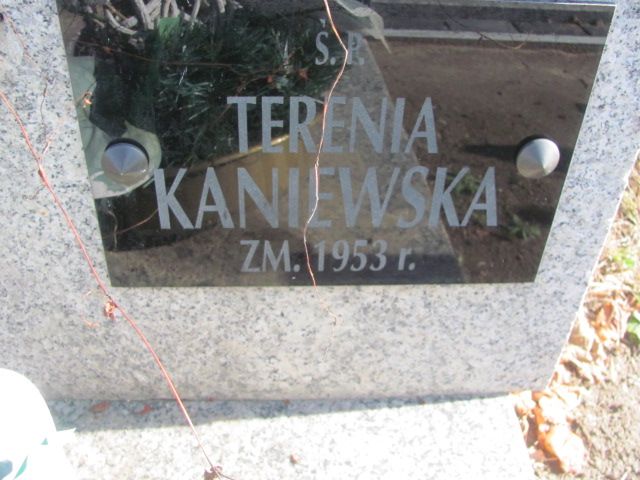 Ś. P.
TERENIA
KANIEWSKA
ZM. 1953 r.